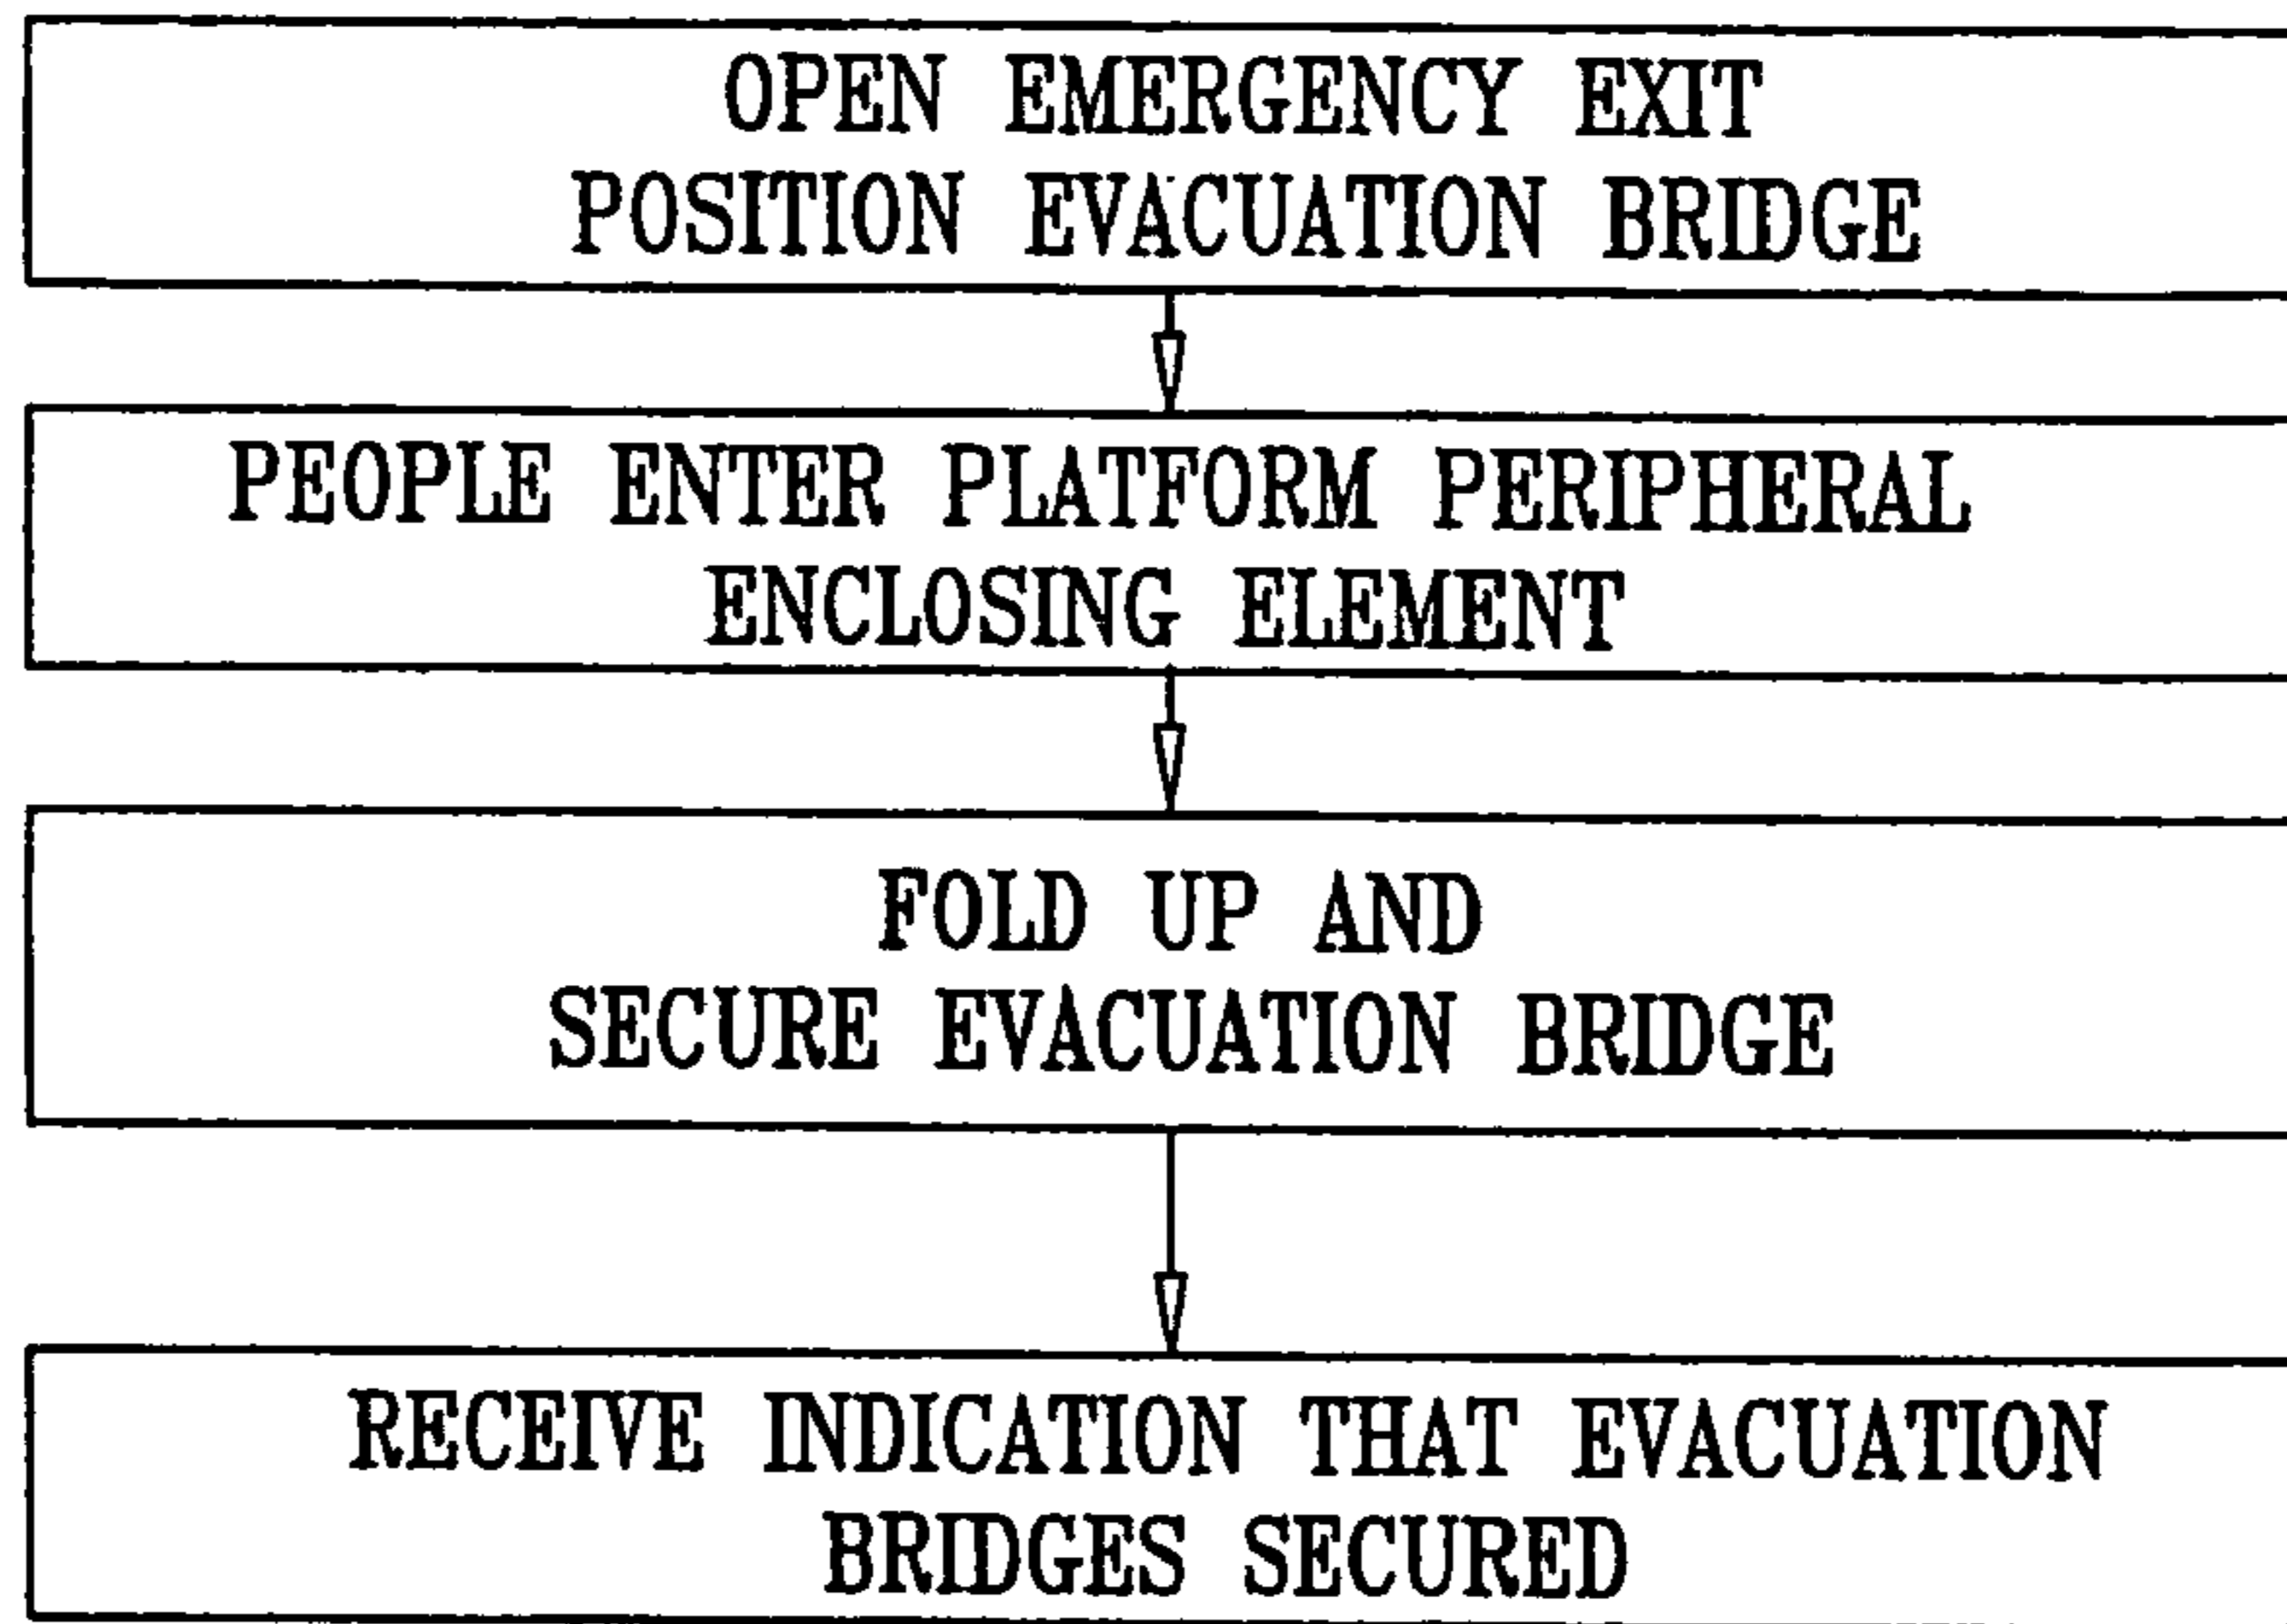 OPEN EMERGENCY EXIT
POSITION EVACUATION BRIDGE
PEOPLE ENTER PLATFORM PERIPHERAL
ENCLOSING ELEMENT
FOLD UP AND
SECURE EVACUATION BRIDGE
RECEIVE INDICATION THAT EVACUATION
BRIDGES SECURED